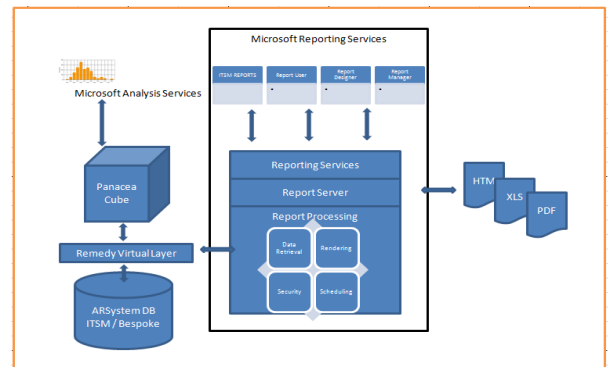 Microsoft Reporting Services
ITSM REPORTS
Report User
Report
Designer
Report
Manager
Microsoft Analysis Services
Panacea
Cube
Remedy Virtual Layer
ARSystem DB
ITSM / Bespoke
Reporting Services
Report Server
Report Processing
Data
Retrieval
Rendering
Security
Scheduling
HTM
XLS
PDF